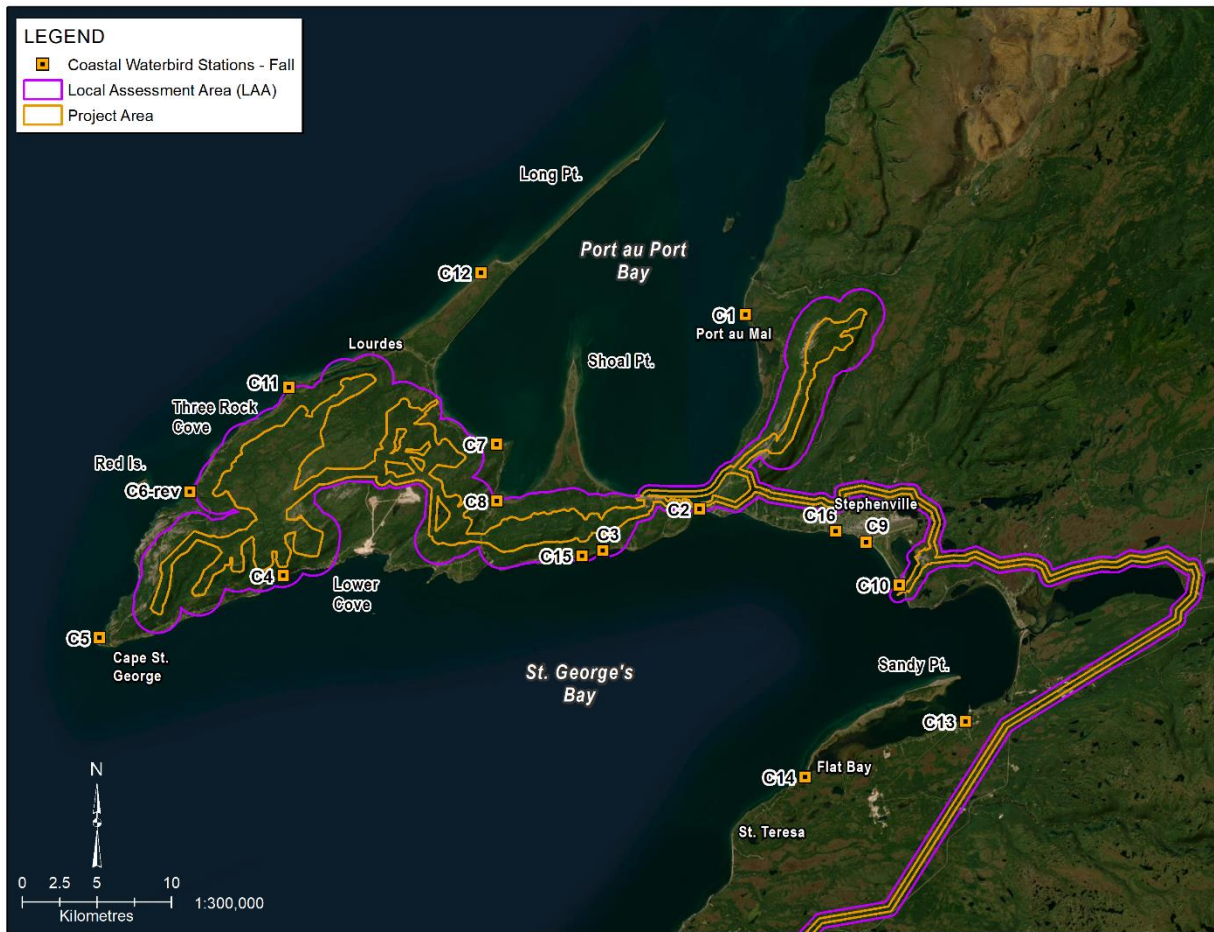 LEGEND
Coastal Waterbird Stations - Fall
Local Assessment Area (LAA)
Project Area
Long Pt.
Port au Port
Bay
C12
C1
Port au Mal
Lourdes
Shoal Pt.
C11
Three Rock
Cove
C7
Red Is.
C6-rev
C8
C2
Stephenville
C16
C9
C3
C15
C4
C10
Lower
Cove
C5
Cape St.
George
St. George's
Bay
Sandy Pt.
C13
C14
Flat Bay
St. Teresa
N
0 2.5 5 10
Kilometres
1:300,000